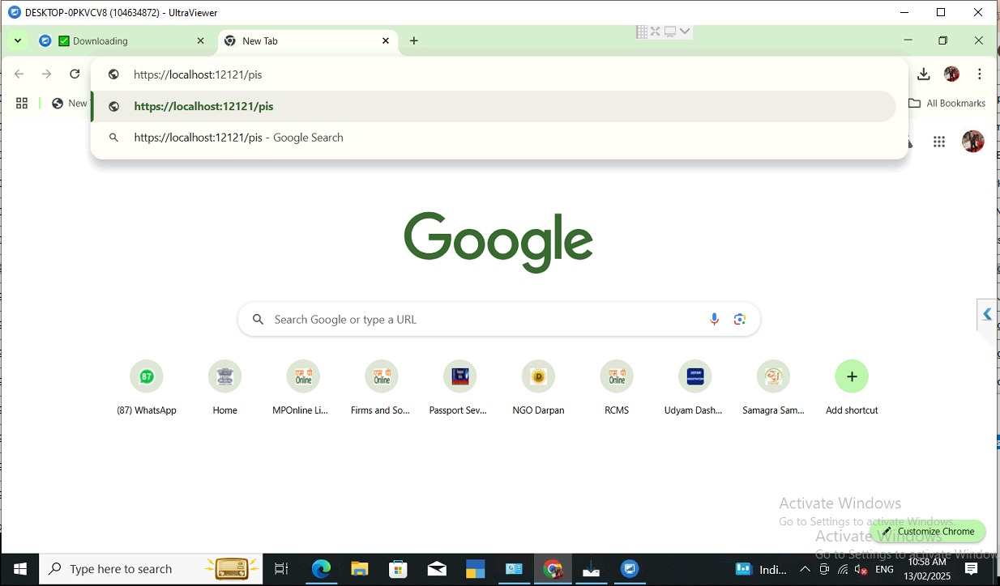 DESKTOP-0PKVCV8 (104634872) - UltraViewer
Downloading
New Tab
https://localhost:12121/pis
New
https://localhost:12121/pis
All Bookmarks
https://localhost:12121/pis - Google Search
Google
Search Google or type a URL
87
एम पी
Online
एम पी
Online
एम पी
Online
(87) WhatsApp
Home
MPOnline Li...
Firms and So...
Passport Sev...
NGO Darpan
RCMS
Udyam Dash...
Samagra Sam...
Add shortcut
Activate Windows
Go to Settings to activate Windows.
Customize Chrome
Activate Windows
Go to Settings to activate Window
Type here to search
Indi...
ENG
10:58 AM
13/02/2025